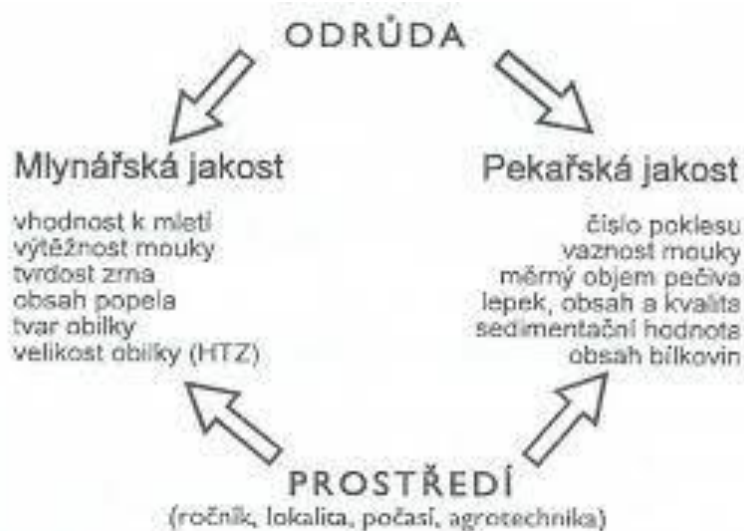 ODRŮDA
Mlynářská jakost
vhodnost k mletí
výtěžnost mouky
tvrdost zrna
obsah popela
tvar obilky
velikost obilky (HTZ)
Pekařská jakost
číslo poklesu
vaznost mouky
měrný objem pečiva
lepek, obsah a kvalita
sedimentační hodnota
obsah bílkovin
PROSTŘEDÍ
(ročník, lokalita, počasí, agrotechnika)